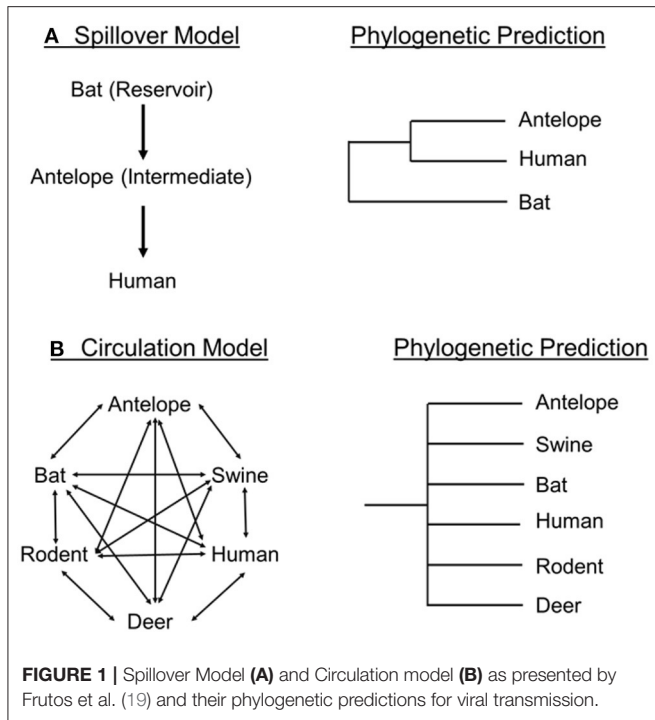 A Spillover Model
Phylogenetic Prediction
Bat (Reservoir)
Antelope (Intermediate)
Human
Antelope
Human
Bat
B Circulation Model
Phylogenetic Prediction
Antelope
Bat
Swine
Rodent
Human
Deer
Antelope
Swine
Bat
Human
Rodent
Deer
FIGURE 1 | Spillover Model (A) and Circulation model (B) as presented by
Frutos et al. (19) and their phylogenetic predictions for viral transmission.